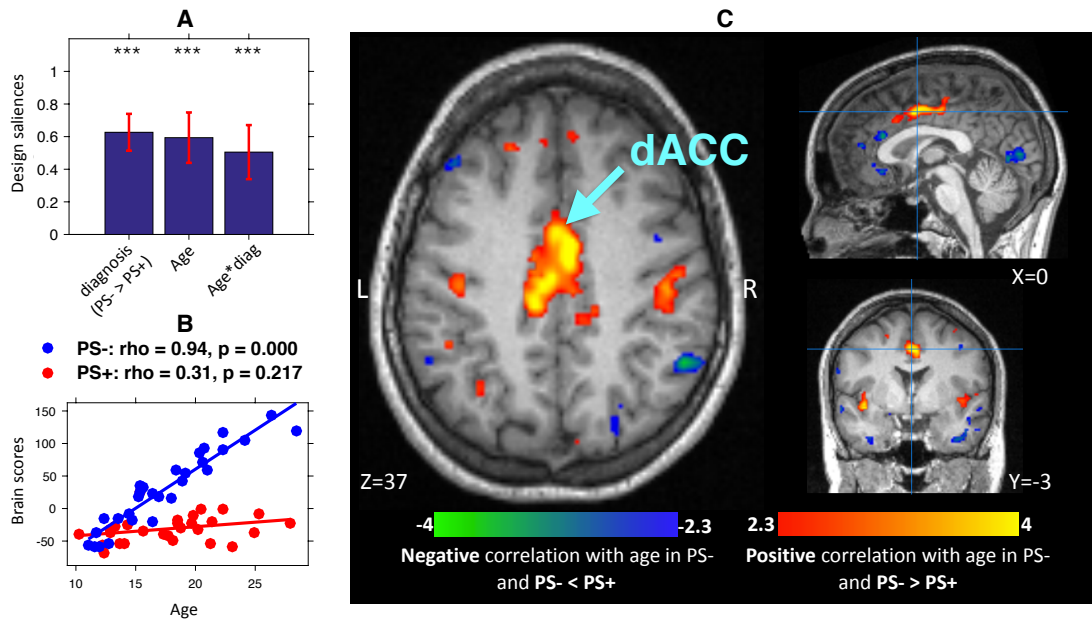 A
*** *** ***
Design saliences
1
0.8
0.6
0.4
0.2
0
diagnosis
(PS- > PS+)
Age
Age*diag
B
PS-: rho = 0.94, p = 0.000
PS+: rho = 0.31, p = 0.217
Brain scores
150
100
50
0
-50
10 15 20 25
Age
C
dACC
L
R
Z=37
X=0
Y=-3
-4 -2.3
Negative correlation with age in PS-
and PS- < PS+
2.3 4
Positive correlation with age in PS-
and PS- > PS+